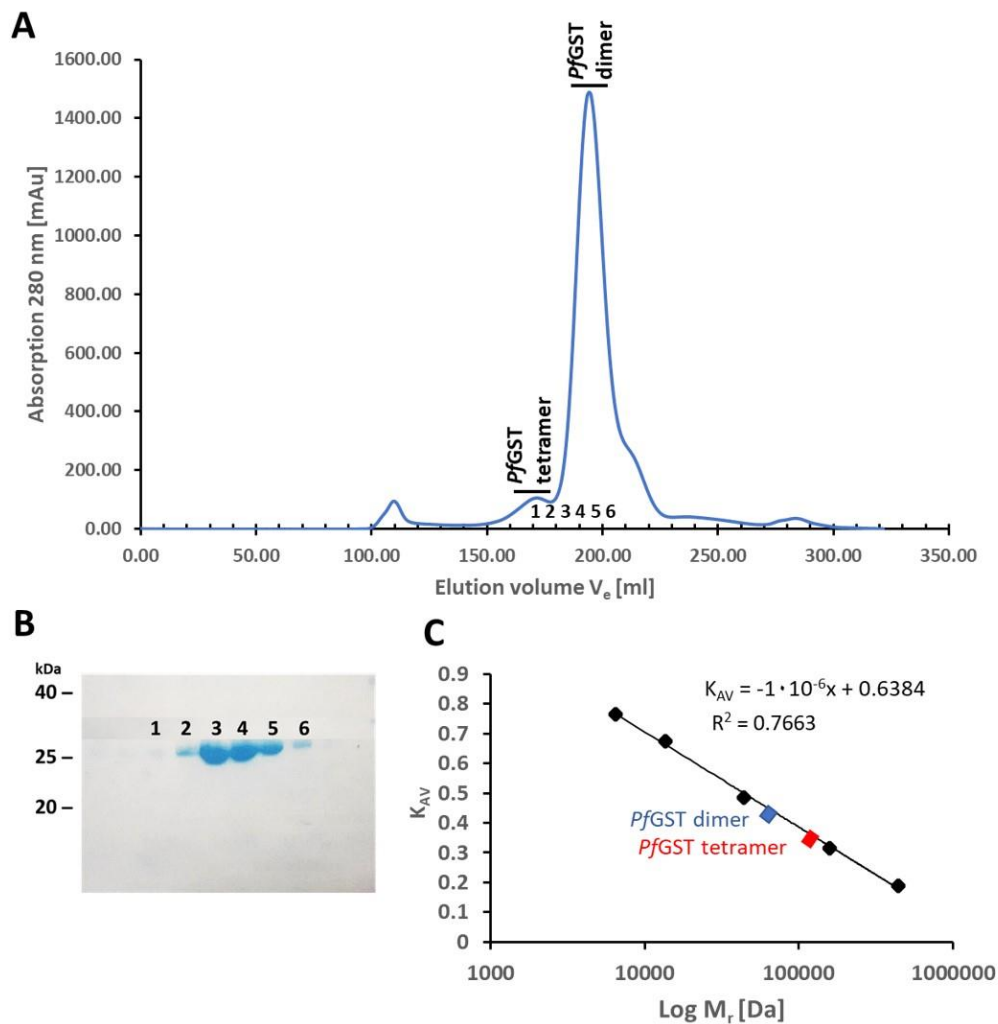 A
PfGST
dimer
1600.00
1400.00
1200.00
1000.00
800.00
600.00
400.00
200.00
0.00
Absorption 280 nm [mAu]
PfGST
tetramer
1 2 3 4 5 6
0.00 50.00 100.00 150.00 200.00 250.00 300.00 350.00
Elution volume Ve [ml]
B
kDa
40 –
25 –
20 –
1 2 3 4 5 6
C
0.9
0.8
0.7
0.6
0.5
0.4
0.3
0.2
0.1
0
KAV
KAV = -1·10⁻⁶x + 0.6384
R² = 0.7663
PfGST dimer
PfGST tetramer
1000 10000 100000 1000000
Log Mr [Da]